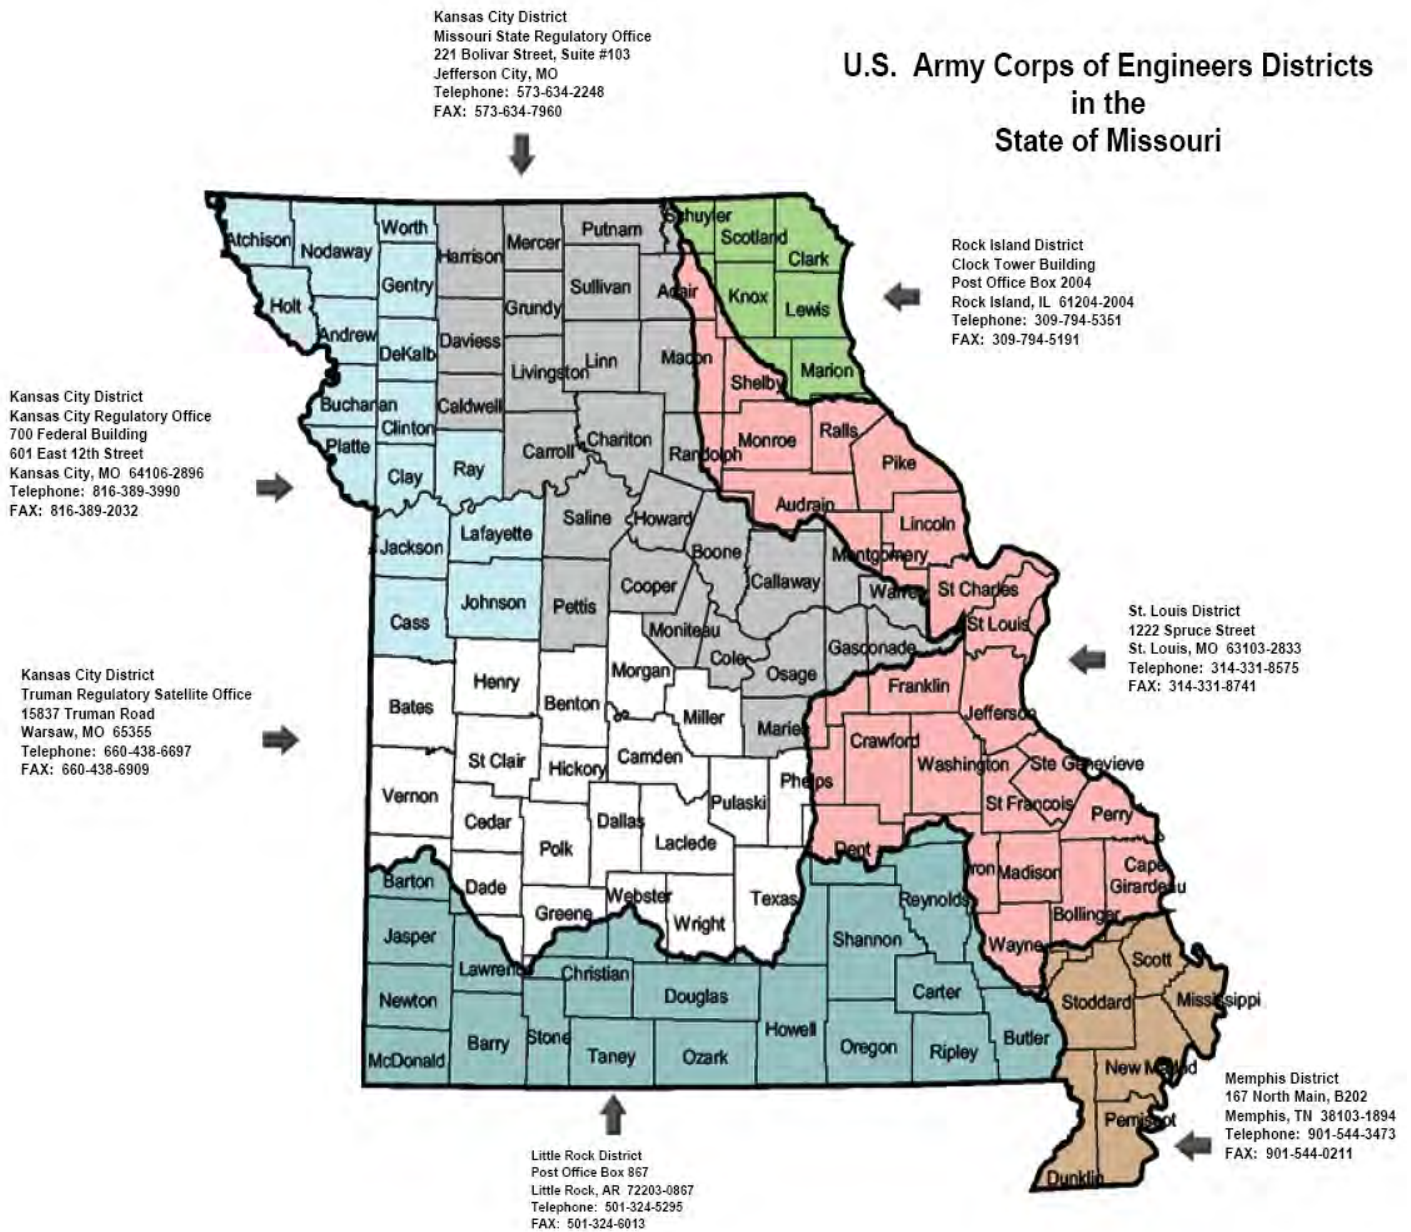 Kansas City District
Missouri State Regulatory Office
221 Bolivar Street, Suite #103
Jefferson City, MO
Telephone: 573-634-2248
FAX: 573-634-7960
U.S. Army Corps of Engineers Districts
in the
State of Missouri
Rock Island District
Clock Tower Building
Post Office Box 2004
Rock Island, IL 61204-2004
Telephone: 309-794-5351
FAX: 309-794-5191
Kansas City District
Kansas City Regulatory Office
700 Federal Building
601 East 12th Street
Kansas City, MO 64106-2896
Telephone: 816-389-3990
FAX: 816-389-2032
St. Louis District
1222 Spruce Street
St. Louis, MO 63103-2833
Telephone: 314-331-8575
FAX: 314-331-8741
Kansas City District
Truman Regulatory Satellite Office
15837 Truman Road
Warsaw, MO 65355
Telephone: 660-438-6697
FAX: 660-438-6909
Memphis District
167 North Main, B202
Memphis, TN 38103-1894
Telephone: 901-544-3473
FAX: 901-544-0211
Little Rock District
Post Office Box 867
Little Rock, AR 72203-0867
Telephone: 501-324-5295
FAX: 501-324-6013
Atchison
Nodaway
Worth
Harrison
Mercer
Putnam
Schuyler
Scotland
Clark
Holt
Gentry
Grundy
Sullivan
Adair
Knox
Lewis
Andrew
DeKalb
Daviess
Livingston
Linn
Macon
Shelby
Marion
Buchanan
Clinton
Caldwell
Platte
Clay
Ray
Carroll
Chariton
Randolph
Monroe
Ralls
Pike
Audrain
Lincoln
Jackson
Lafayette
Saline
Howard
Boone
Callaway
Montgomery
Warren
St Charles
St Louis
Cass
Johnson
Pettis
Cooper
Moniteau
Cole
Osage
Gasconade
Franklin
Jefferson
Bates
Henry
Benton
Morgan
Miller
Maries
Crawford
Washington
Ste Genevieve
St Francois
Perry
St Clair
Hickory
Camden
Pulaski
Phelps
Vernon
Cedar
Polk
Dallas
Laclede
Dent
Iron
Madison
Cape
Girardeau
Bollinger
Barton
Dade
Greene
Webster
Wright
Texas
Reynolds
Wayne
Jasper
Lawrence
Christian
Shannon
Scott
Stoddard
Mississippi
Newton
Douglas
Carter
Howell
McDonald
Barry
Stone
Taney
Ozark
Oregon
Ripley
Butler
New Madrid
Pemiscot
Dunklin